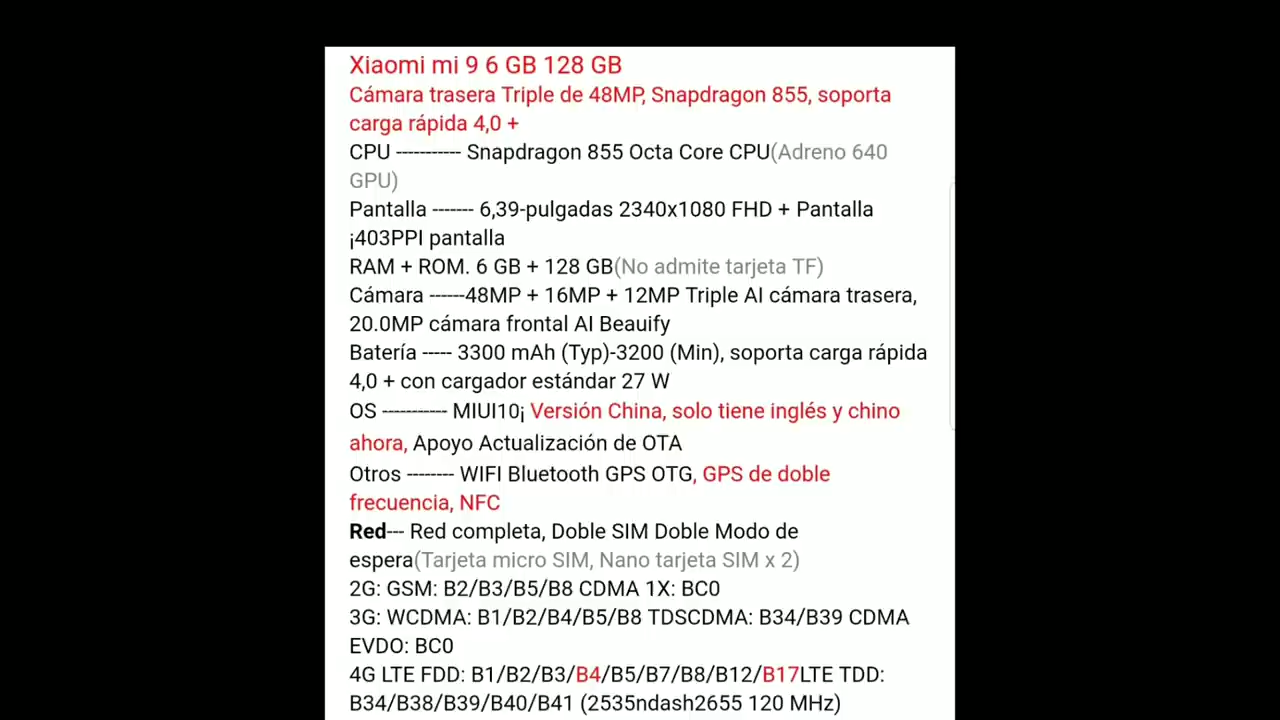 Xiaomi mi 9 6 GB 128 GB
Cámara trasera Triple de 48MP, Snapdragon 855, soporta
carga rápida 4,0 +
CPU ----------- Snapdragon 855 Octa Core CPU(Adreno 640
GPU)
Pantalla ------- 6,39-pulgadas 2340x1080 FHD + Pantalla
¡403PPI pantalla
RAM + ROM. 6 GB + 128 GB(No admite tarjeta TF)
Cámara ------48MP + 16MP + 12MP Triple AI cámara trasera,
20.0MP cámara frontal AI Beauify
Batería ----- 3300 mAh (Typ)-3200 (Min), soporta carga rápida
4,0 + con cargador estándar 27 W
OS ----------- MIUI10¡ Versión China, solo tiene inglés y chino
ahora, Apoyo Actualización de OTA
Otros -------- WIFI Bluetooth GPS OTG, GPS de doble
frecuencia, NFC
Red--- Red completa, Doble SIM Doble Modo de
espera(Tarjeta micro SIM, Nano tarjeta SIM x 2)
2G: GSM: B2/B3/B5/B8 CDMA 1X: BC0
3G: WCDMA: B1/B2/B4/B5/B8 TDSCDMA: B34/B39 CDMA
EVDO: BC0
4G LTE FDD: B1/B2/B3/B4/B5/B7/B8/B12/B17LTE TDD:
B34/B38/B39/B40/B41 (2535ndash2655 120 MHz)